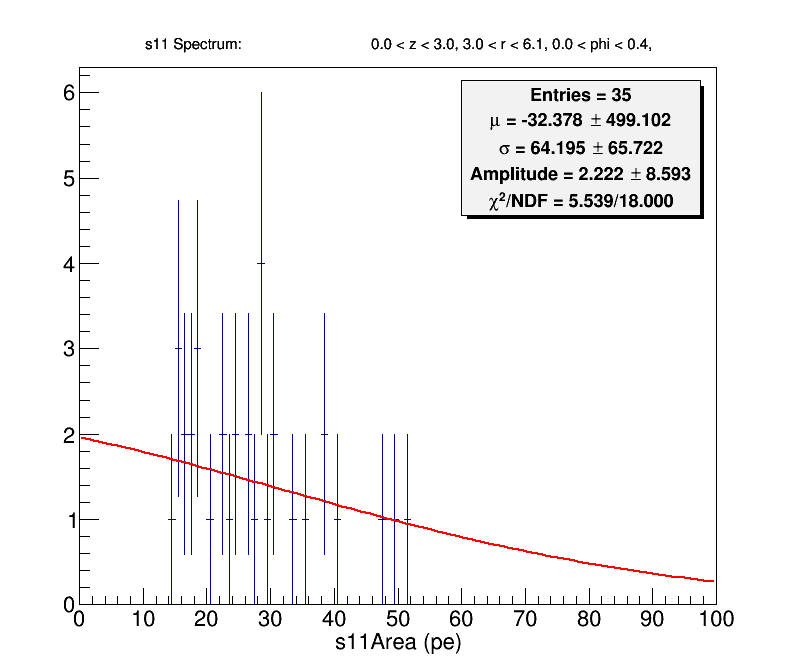 s11 Spectrum: 0.0 < z < 3.0, 3.0 < r < 6.1, 0.0 < phi < 0.4,
Entries = 35
μ = -32.378 ± 499.102
σ = 64.195 ± 65.722
Amplitude = 2.222 ± 8.593
χ²/NDF = 5.539/18.000
6
5
4
3
2
1
0
0 10 20 30 40 50 60 70 80 90 100
s11Area (pe)